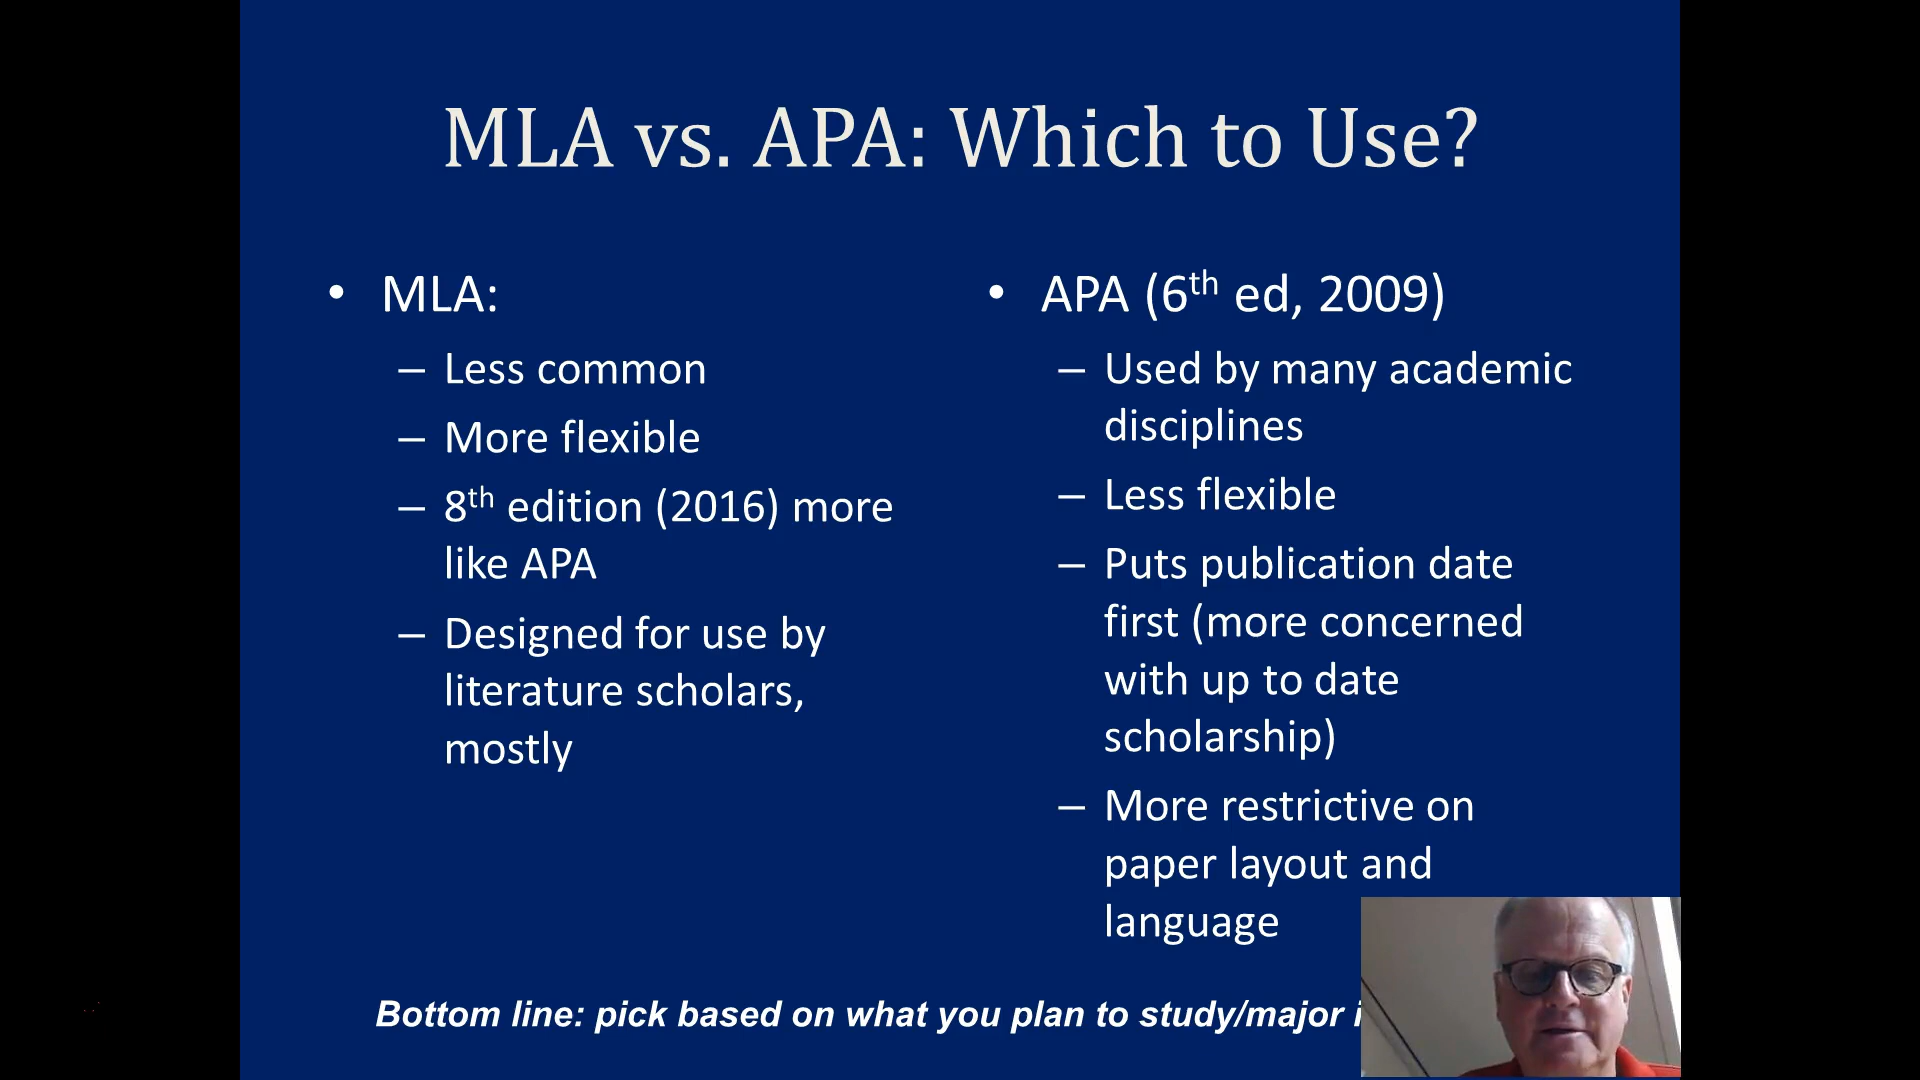 MLA vs. APA: Which to Use?
• MLA:
– Less common
– More flexible
– 8th edition (2016) more
like APA
– Designed for use by
literature scholars,
mostly
• APA (6th ed, 2009)
– Used by many academic
disciplines
– Less flexible
– Puts publication date
first (more concerned
with up to date
scholarship)
– More restrictive on
paper layout and
language
Bottom line: pick based on what you plan to study/major